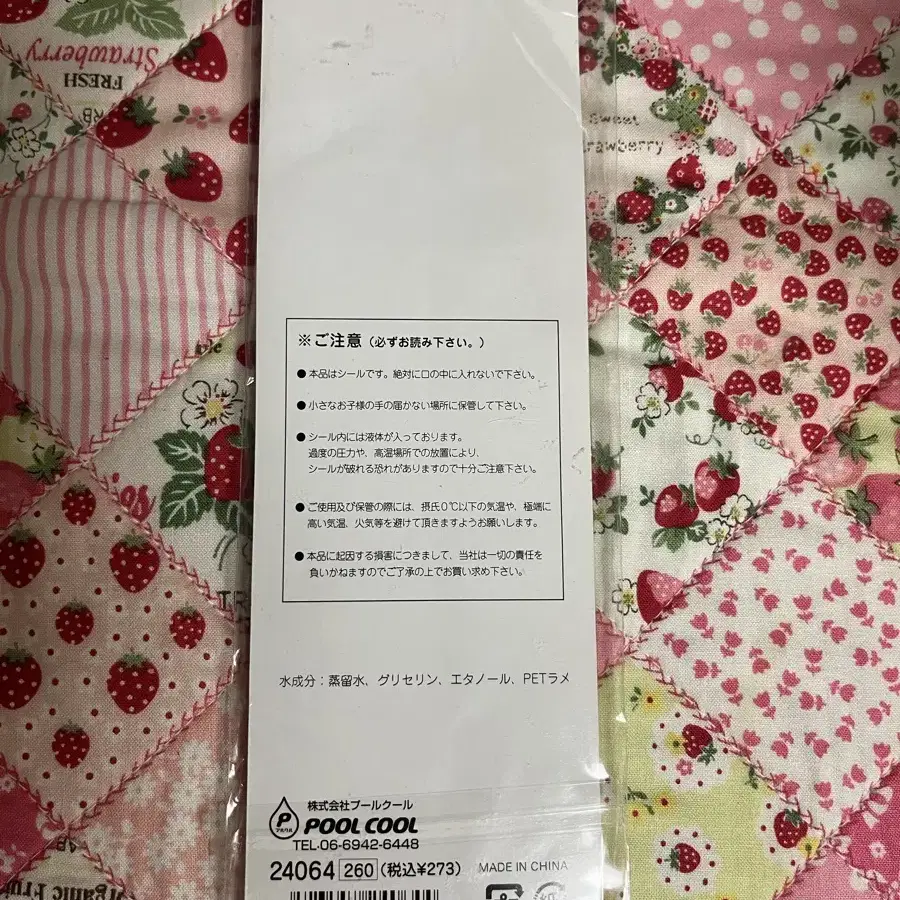 Strawberry
FRESH
Sweet
※ご注意（必ずお読み下さい。）
●本品はシールです。絶対に口の中に入れないで下さい。
●小さなお子様の手の届かない場所に保管して下さい。
●シール内には液体が入っております。
過度の圧力や、高温場所での放置により、
シールが破れる恐れがありますので十分ご注意下さい。
●ご使用及び保管の際には、摂氏0℃以下の気温や、極端に
高い気温、火気等を避けて頂きますようお願いします。
●本品に起因する損害につきまして、当社は一切の責任を
負いかねますのでご了承の上でお買い求め下さい。
水成分：蒸留水、グリセリン、エタノール、PETラメ
株式会社プールクール
POOL COOL
TEL・06-6942-6448
24064 260 (税込¥273) MADE IN CHINA